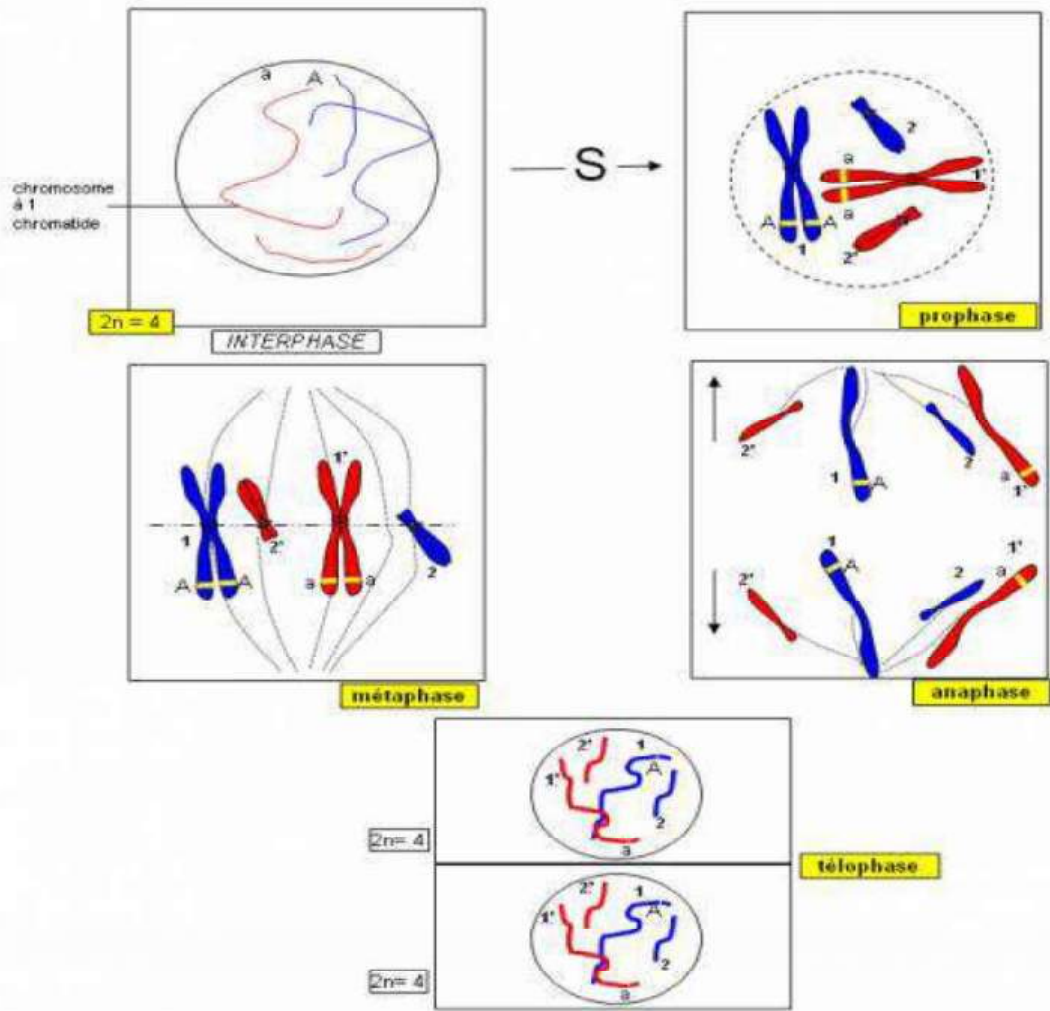 a A
chromosome
à 1
chromatide
2n = 4
INTERPHASE
S
2
a
1'
a
A A
1
2'
prophase
1'
1
2'
2
A A
a a
métaphase
2'
1
A
2
a
1'
1
1'
2'
A
2
a
anaphase
2'
1
1'
A
2
a
2n= 4
télophase
2'
1
1'
A
2
a
2n= 4